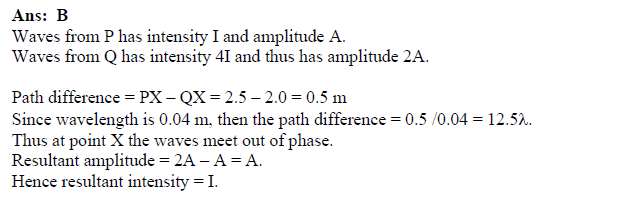 Ans: B
Waves from P has intensity I and amplitude A.
Waves from Q has intensity 4I and thus has amplitude 2A.
Path difference = PX – QX = 2.5 – 2.0 = 0.5 m
Since wavelength is 0.04 m, then the path difference = 0.5 /0.04 = 12.5λ.
Thus at point X the waves meet out of phase.
Resultant amplitude = 2A – A = A.
Hence resultant intensity = I.